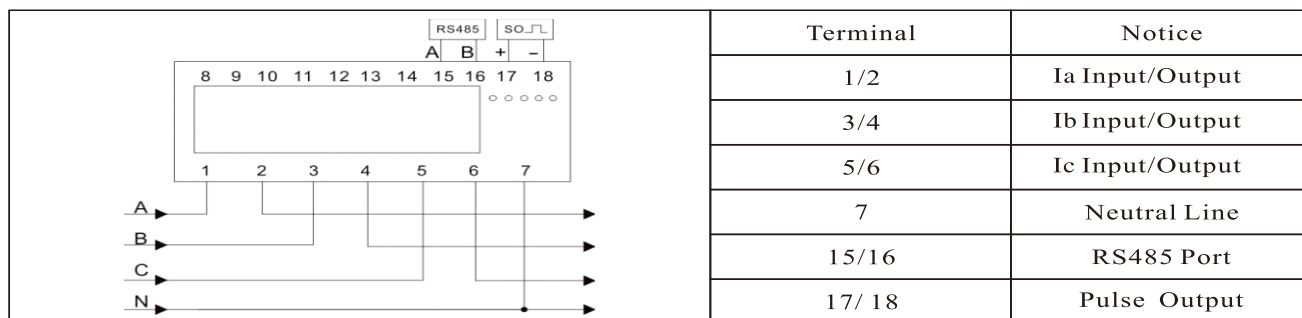 RS485 SO
A B + -
8 9 10 11 12 13 14 15 16 17 18
1 2 3 4 5 6 7
A
B
C
N
Terminal Notice
1/2 Ia Input/Output
3/4 Ib Input/Output
5/6 Ic Input/Output
7 Neutral Line
15/16 RS485 Port
17/ 18 Pulse Output